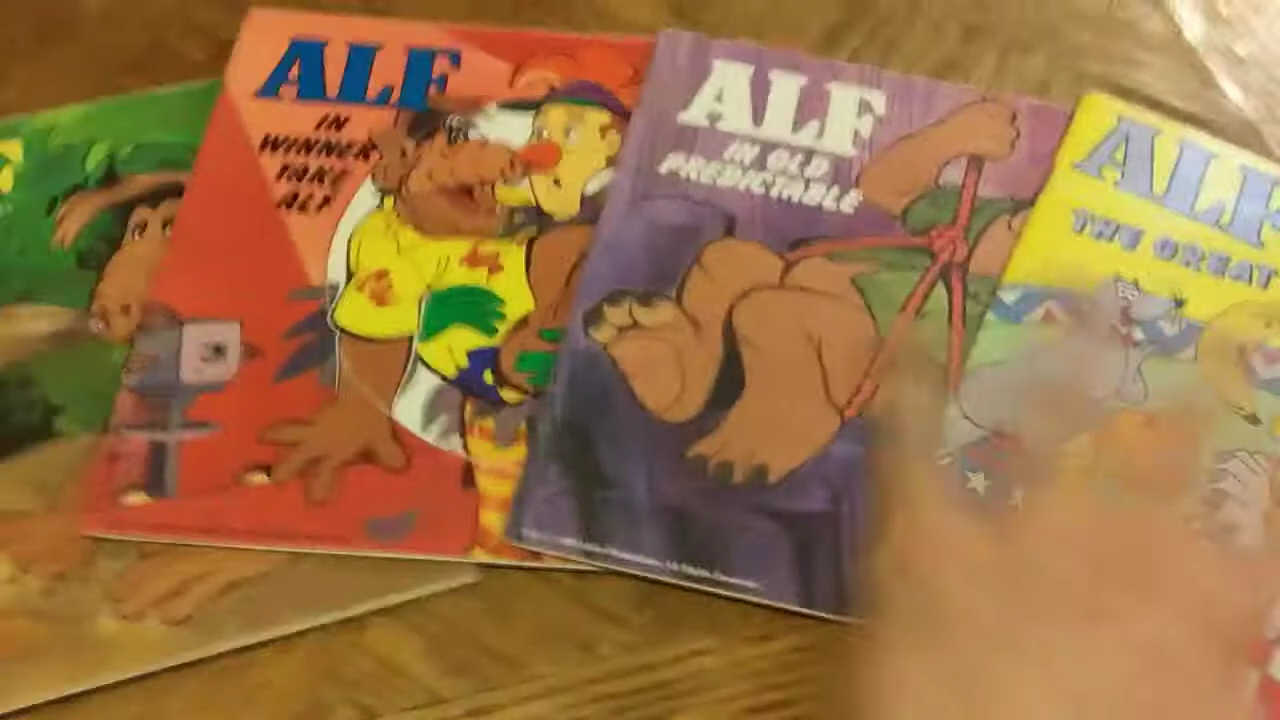 ALF
IN
WINNER
TAKE
ALF
ALF
IN OLD
PREDICTABLE
ALF
THE GREAT